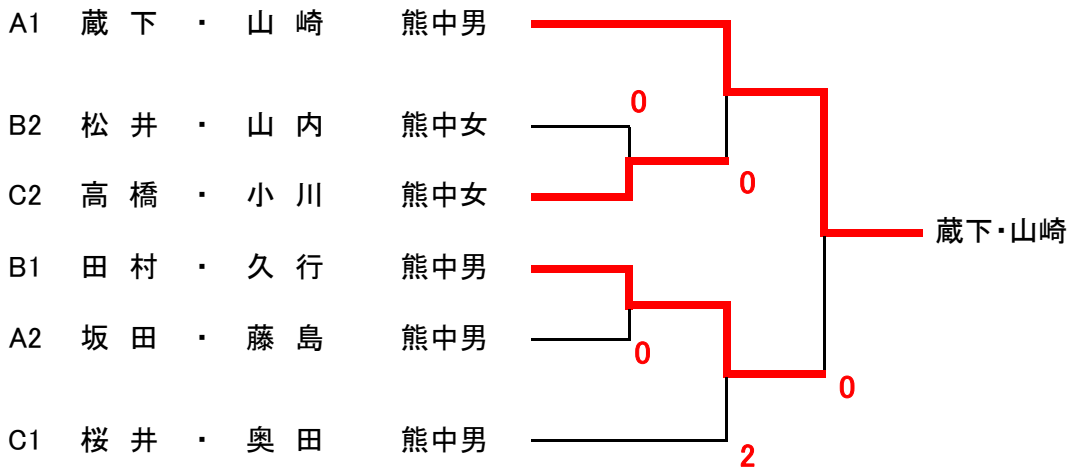 A1 蔵下・山崎 熊中男
0
B2 松井・山内 熊中女
0
C2 高橋・小川 熊中女
蔵下・山崎
B1 田村・久行 熊中男
A2 坂田・藤島 熊中男
0
0
C1 桜井・奥田 熊中男
2